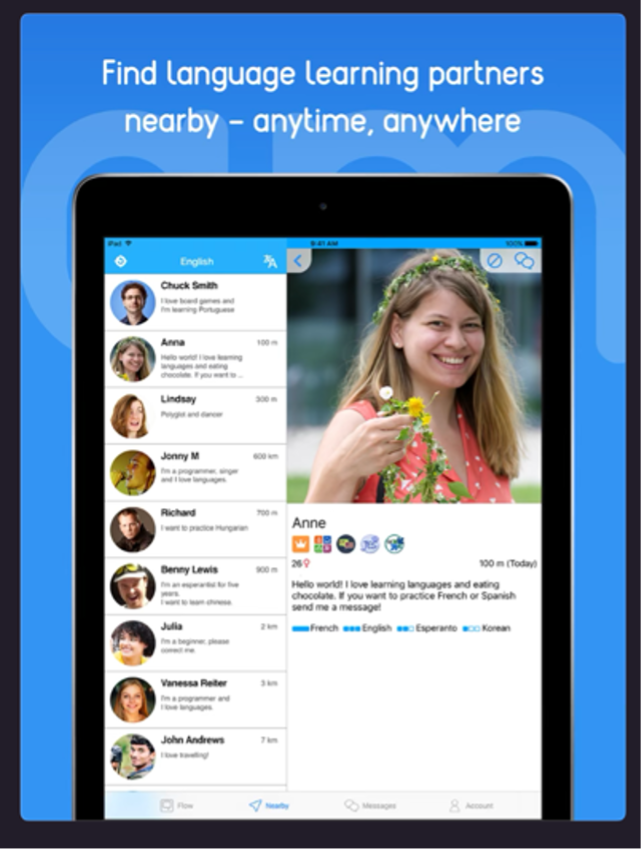 Find language learning partners
nearby – anytime, anywhere
iPad
9:41 AM
100%
English
Chuck Smith
I love board games and
I'm learning Portuguese
Anna
100 m
Hello world! I love learning
languages and eating
chocolate. If you want to ...
Lindsay
300 m
Polyglot and dancer
Jonny M
600 km
I'm a programmer, singer
and I love languages.
Richard
700 m
I want to practice Hungarian
Benny Lewis
900 m
I'm an esperantist for five
years.
I want to learn chinese.
Julia
2 km
I'm a beginner, please
correct me.
Vanessa Reiter
3 km
I'm a programmer and
I love languages.
John Andrews
7 km
I love travelling!
Anne
26♀
100 m (Today)
Hello world! I love learning languages and eating
chocolate. If you want to practice French or Spanish
send me a message!
French English Esperanto Korean
Flow Nearby Messages Account